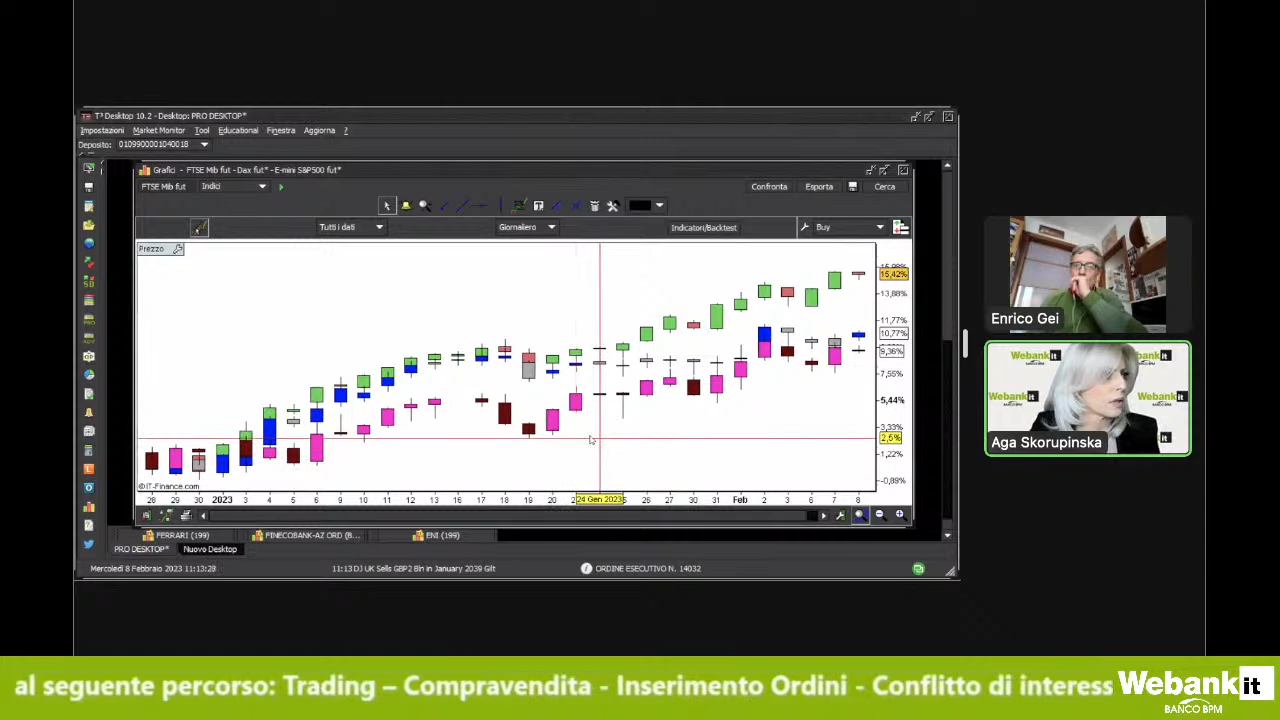 T3 Desktop 10.2 - Desktop: PRO DESKTOP*
Impostazioni Market Monitor Tool Educational Finestra Aggiorna ?
Deposito: 0109900001040018
Grafici - FTSE Mib fut -Dax fut* - E-mini S&P500 fut*
FTSE Mib fut Indici Confronta Esporta Cerca
Tutti i dati Giornaliero Indicatori/Backtest Buy
Prezzo
15,42%
13,88%
11,77%
10,77%
9,36%
7,55%
5,44%
3,33%
2,5%
1,22%
-0,89%
©IT-Finance.com
28 29 30 2023 3 4 5 6 9 10 11 12 13 16 17 18 19 20 24 Gen 2023 26 27 30 31 Feb 2 3 6 7 8
FERRARI (199) FINECOBANK-AZ ORD (B... ENI (199)
PRO DESKTOP* Nuovo Desktop
Mercoledì 8 Febbraio 2023 11:13:28 11:13 DJ UK Sells GBP2 Bln in January 2039 Gilt ORDINE ESECUTIVO N. 14032
Enrico Gei
Webank it
BANCO BPM
Aga Skorupinska
al seguente percorso: Trading – Compravendita - Inserimento Ordini - Conflitto di interess
Webank it
BANCO BPM